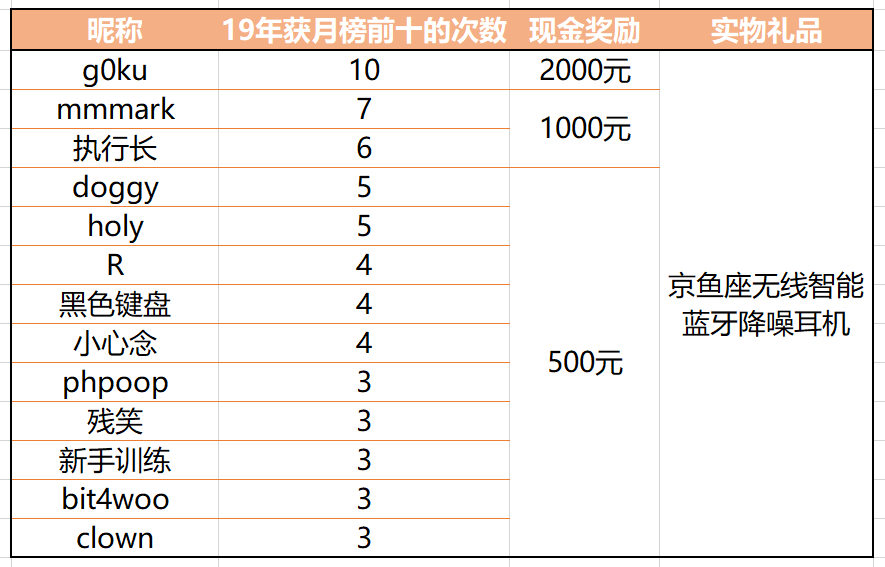 昵称 19年获月榜前十的次数 现金奖励 实物礼品
g0ku 10 2000元
mmmark 7
1000元
执行长 6
doggy 5
holy 5
R 4
京鱼座无线智能
黑色键盘 4
蓝牙降噪耳机
小心念 4
500元
phpoop 3
残笑 3
新手训练 3
bit4woo 3
clown 3